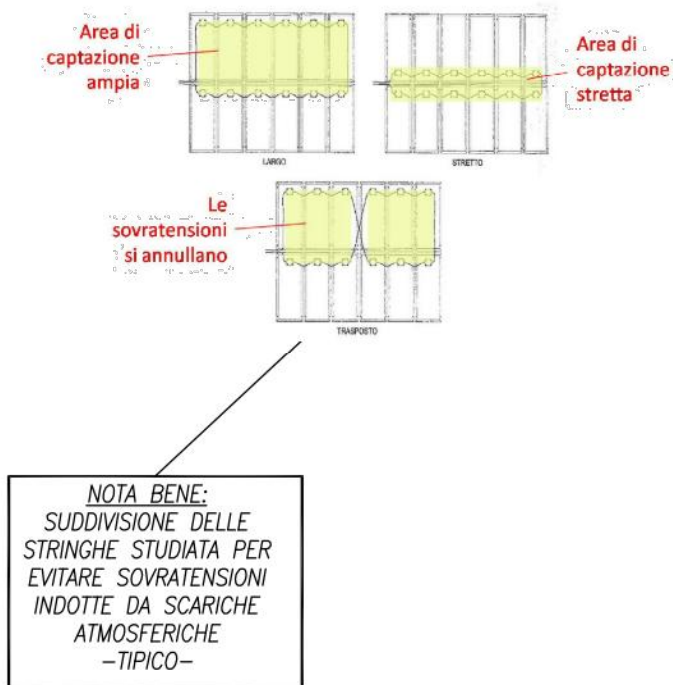 Area di
captazione
ampia
Area di
captazione
stretta
LARGO
STRETTO
Le
sovratensioni
si annullano
TRASPOSTO
NOTA BENE:
SUDDIVISIONE DELLE
STRINGHE STUDIATA PER
EVITARE SOVRATENSIONI
INDOTTE DA SCARICHE
ATMOSFERICHE
–TIPICO–